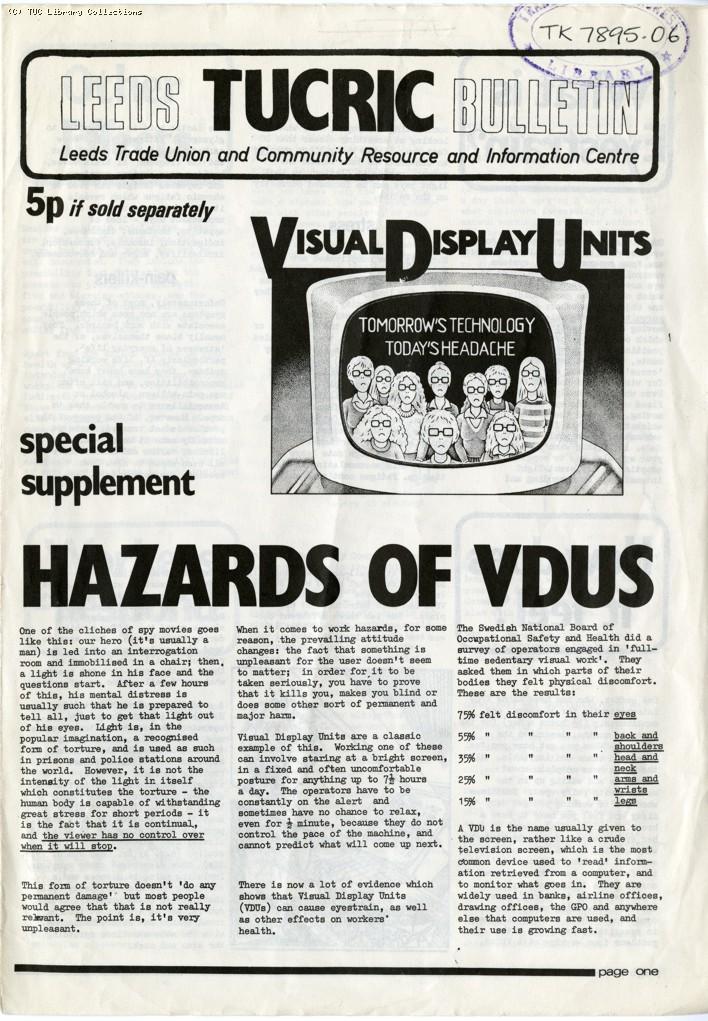 (C) TUC Library Collections
TK 7895.06
LIBRARY
LEEDS TUCRIC BULLETIN
Leeds Trade Union and Community Resource and Information Centre
5p if sold separately
VISUAL DISPLAY UNITS
TOMORROW'S TECHNOLOGY
TODAY'S HEADACHE
special
supplement
HAZARDS OF VDUS
One of the cliches of spy movies goes
like this: our hero (it's usually a
man) is led into an interrogation
room and immobilised in a chair; then,
a light is shone in his face and the
questions start. After a few hours
of this, his mental distress is
usually such that he is prepared to
tell all, just to get that light out
of his eyes. Light is, in the
popular imagination, a recognised
form of torture, and is used as such
in prisons and police stations around
the world. However, it is not the
intensity of the light in itself
which constitutes the torture - the
human body is capable of withstanding
great stress for short periods - it
is the fact that it is continual,
and the viewer has no control over
when it will stop.
This form of torture doesn't 'do any
permanent damage' but most people
would agree that that is not really
relevant. The point is, it's very
unpleasant.
When it comes to work hazards, for some
reason, the prevailing attitude
changes: the fact that something is
unpleasant for the user doesn't seem
to matter; in order for it to be
taken seriously, you have to prove
that it kills you, makes you blind or
does some other sort of permanent and
major harm.
Visual Display Units are a classic
example of this. Working one of these
can involve staring at a bright screen,
in a fixed and often uncomfortable
posture for anything up to 7½ hours
a day. The operators have to be
constantly on the alert and
sometimes have no chance to relax,
even for ½ minute, because they do not
control the pace of the machine, and
cannot predict what will come up next.
There is now a lot of evidence which
shows that Visual Display Units
(VDUs) can cause eyestrain, as well
as other effects on workers'
health.
The Swedish National Board of
Occupational Safety and Health did a
survey of operators engaged in 'full-
time sedentary visual work'. They
asked them in which parts of their
bodies they felt physical discomfort.
These are the results:
75% felt discomfort in their eyes
55% " " " " back and
shoulders
35% " " " " head and
neck
25% " " " " arms and
wrists
15% " " " " legs
A VDU is the name usually given to
the screen, rather like a crude
television screen, which is the most
common device used to 'read' inform-
ation retrieved from a computer, and
to monitor what goes in. They are
widely used in banks, airline offices,
drawing offices, the GPO and anywhere
else that computers are used, and
their use is growing fast.
page one